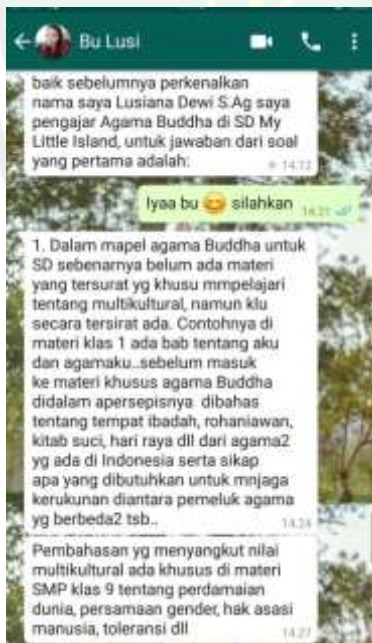 Bu Lusi
baik sebelumnya perkenalkan
nama saya Lusiana Dewi S.Ag saya
pengajar Agama Buddha di SD My
Little Island, untuk jawaban dari soal
yang pertama adalah:
14.12
Iyaa bu 😊 silahkan
14.21
1. Dalam mapel agama Buddha untuk
SD sebenarnya belum ada materi
yang tersurat yg khusu mmpelajari
tentang multikultural, namun klu
secara tersirat ada. Contohnya di
materi klas 1 ada bab tentang aku
dan agamaku..sebelum masuk
ke materi khusus agama Buddha
didalam apersepsinya dibahas
tentang tempat ibadah, rohaniawan,
kitab suci, hari raya dll dari agama2
yg ada di Indonesia serta sikap
apa yang dibutuhkan untuk mnjaga
kerukunan diantara pemeluk agama
yg berbeda2 tsb..
14.24
Pembahasan yg menyangkut nilai
multikultural ada khusus di materi
SMP klas 9 tentang perdamaian
dunia, persamaan gender, hak asasi
manusia, toleransi dll
14.27